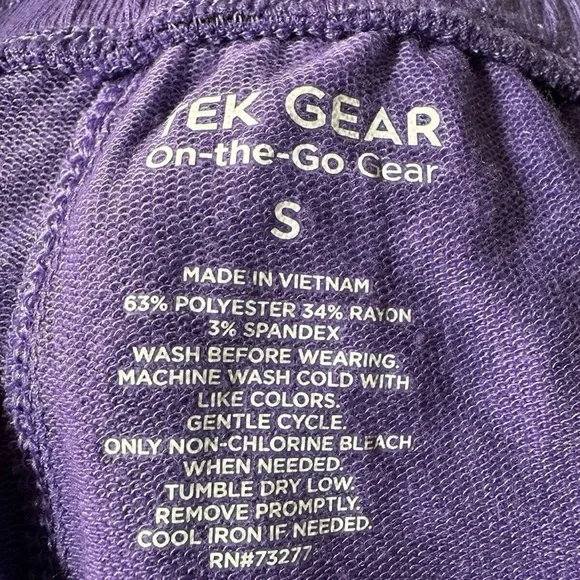 TEK GEAR
On-the-Go Gear
S
MADE IN VIETNAM
63% POLYESTER 34% RAYON
3% SPANDEX
WASH BEFORE WEARING.
MACHINE WASH COLD WITH
LIKE COLORS.
GENTLE CYCLE.
ONLY NON-CHLORINE BLEACH
WHEN NEEDED.
TUMBLE DRY LOW.
REMOVE PROMPTLY.
COOL IRON IF NEEDED.
RN#73277